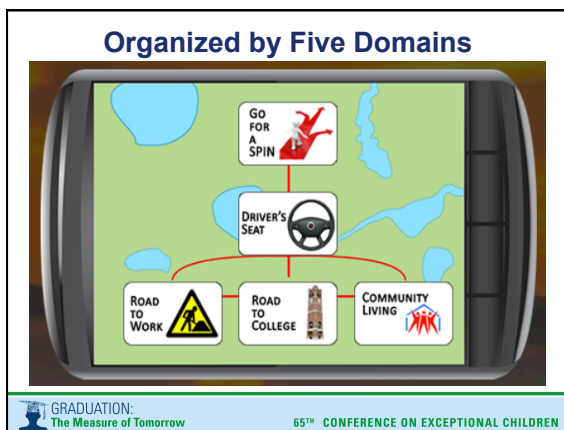 Organized by Five Domains
GO
FOR
A
SPIN
DRIVER'S
SEAT
ROAD
TO
WORK
ROAD
TO
COLLEGE
COMMUNITY
LIVING
GRADUATION:
The Measure of Tomorrow
65TH CONFERENCE ON EXCEPTIONAL CHILDREN